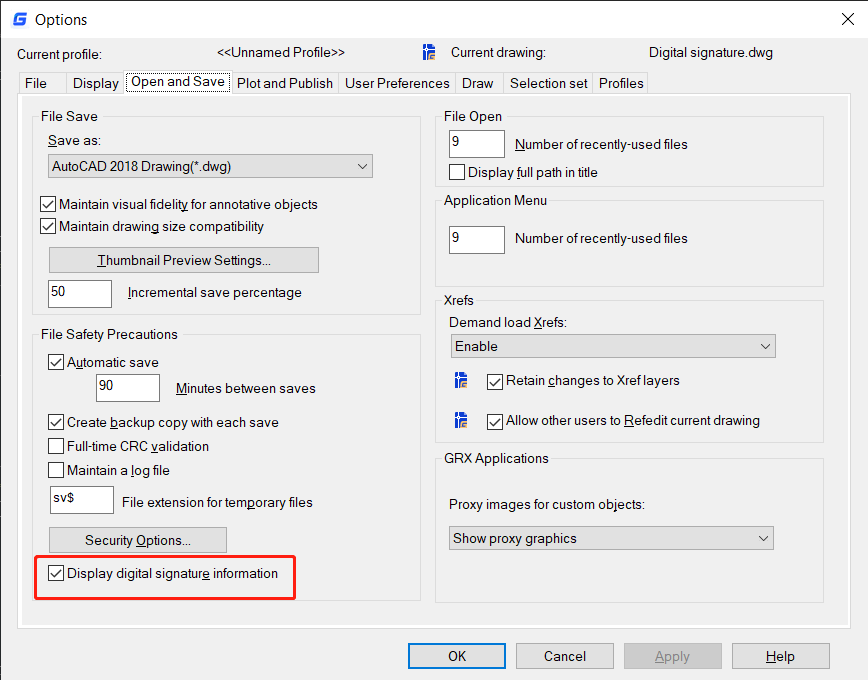 Options
Current profile: <<Unnamed Profile>> Current drawing: Digital signature.dwg
File Display Open and Save Plot and Publish User Preferences Draw Selection set Profiles
File Save
Save as:
AutoCAD 2018 Drawing(*.dwg)
Maintain visual fidelity for annotative objects
Maintain drawing size compatibility
Thumbnail Preview Settings...
50 Incremental save percentage
File Safety Precautions
Automatic save
90 Minutes between saves
Create backup copy with each save
Full-time CRC validation
Maintain a log file
sv$ File extension for temporary files
Security Options...
Display digital signature information
File Open
9 Number of recently-used files
Display full path in title
Application Menu
9 Number of recently-used files
Xrefs
Demand load Xrefs:
Enable
Retain changes to Xref layers
Allow other users to Refedit current drawing
GRX Applications
Proxy images for custom objects:
Show proxy graphics
OK Cancel Apply Help